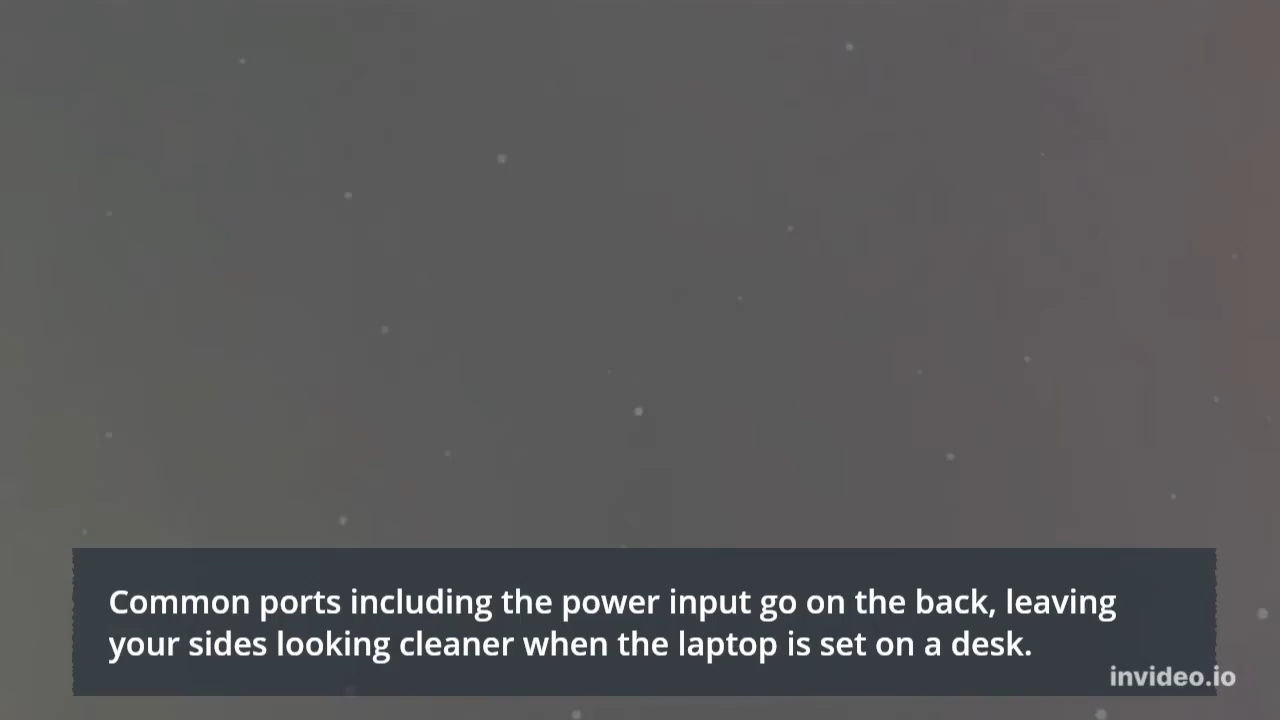 Common ports including the power input go on the back, leaving
your sides looking cleaner when the laptop is set on a desk.
invideo.io